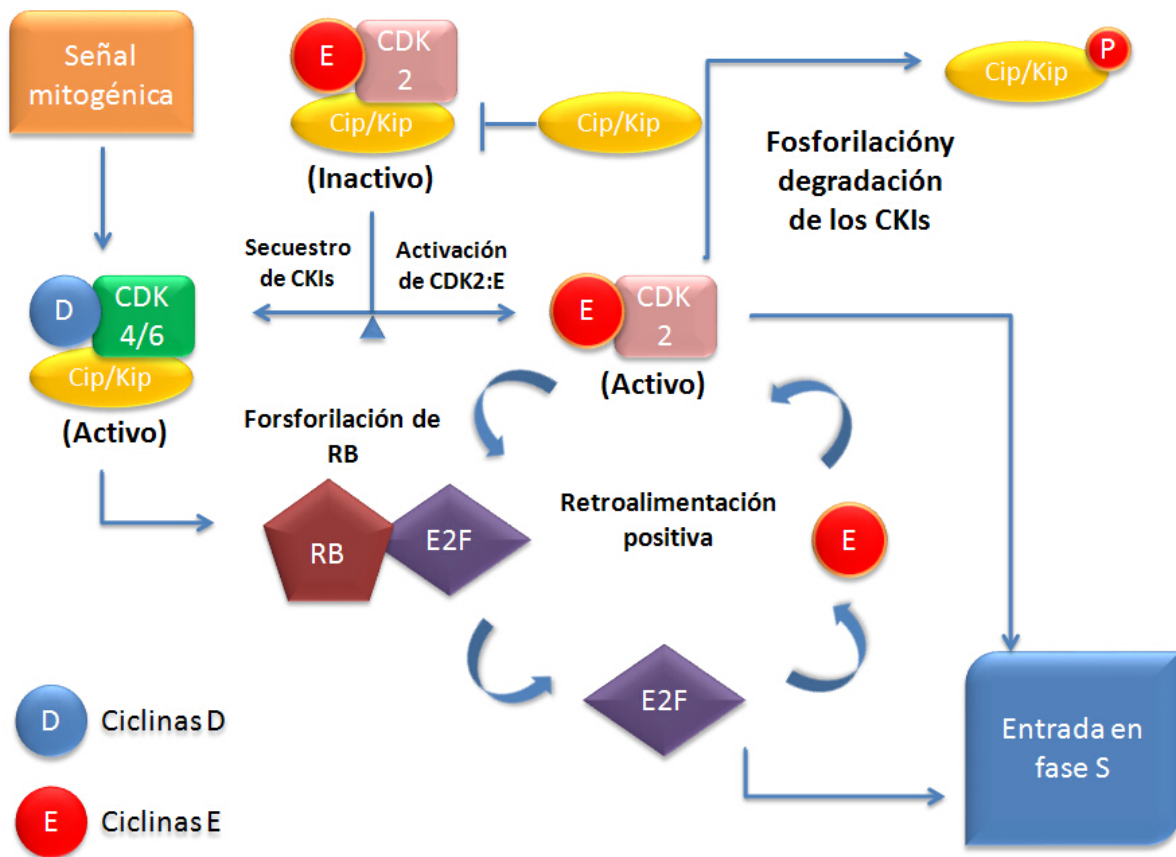 Señal
mitogénica
E
CDK
2
Cip/Kip
(Inactivo)
Cip/Kip
Cip/Kip
P
Fosforilacióny
degradación
de los CKIs
Secuestro
de CKIs
Activación
de CDK2:E
D
CDK
4/6
Cip/Kip
(Activo)
E
CDK
2
(Activo)
Forsforilación de
RB
RB
E2F
Retroalimentación
positiva
E
E2F
Entrada en
fase S
D
Ciclinas D
E
Ciclinas E